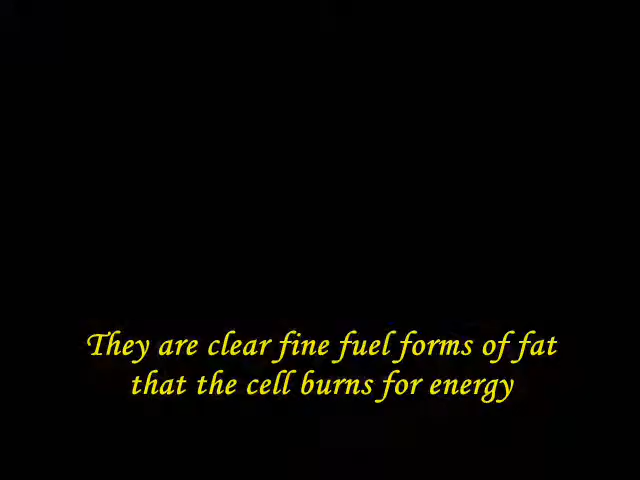 They are clear fine fuel forms of fat
that the cell burns for energy